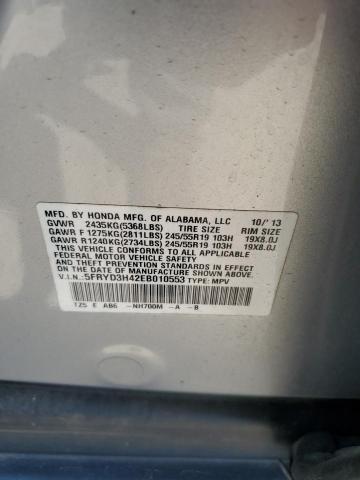 MFD. BY HONDA MFG. OF ALABAMA, LLC 10/'13
GVWR 2435KG(5368LBS) TIRE SIZE RIM SIZE
GAWR F 1275KG(2811LBS) 245/55R19 103H 19X8.0J
GAWR R1240KG(2734LBS) 245/55R19 103H 19X8.0J
THIS VEHICLE CONFORMS TO ALL APPLICABLE
FEDERAL MOTOR VEHICLE SAFETY
AND THEFT PREVENTION STANDARDS IN EFFECT
ON THE DATE OF MANUFACTURE SHOWN ABOVE.
V.I.N.:5FRYD3H42EB010553 TYPE: MPV
TZ5 E AB6 -NH700M -A -B